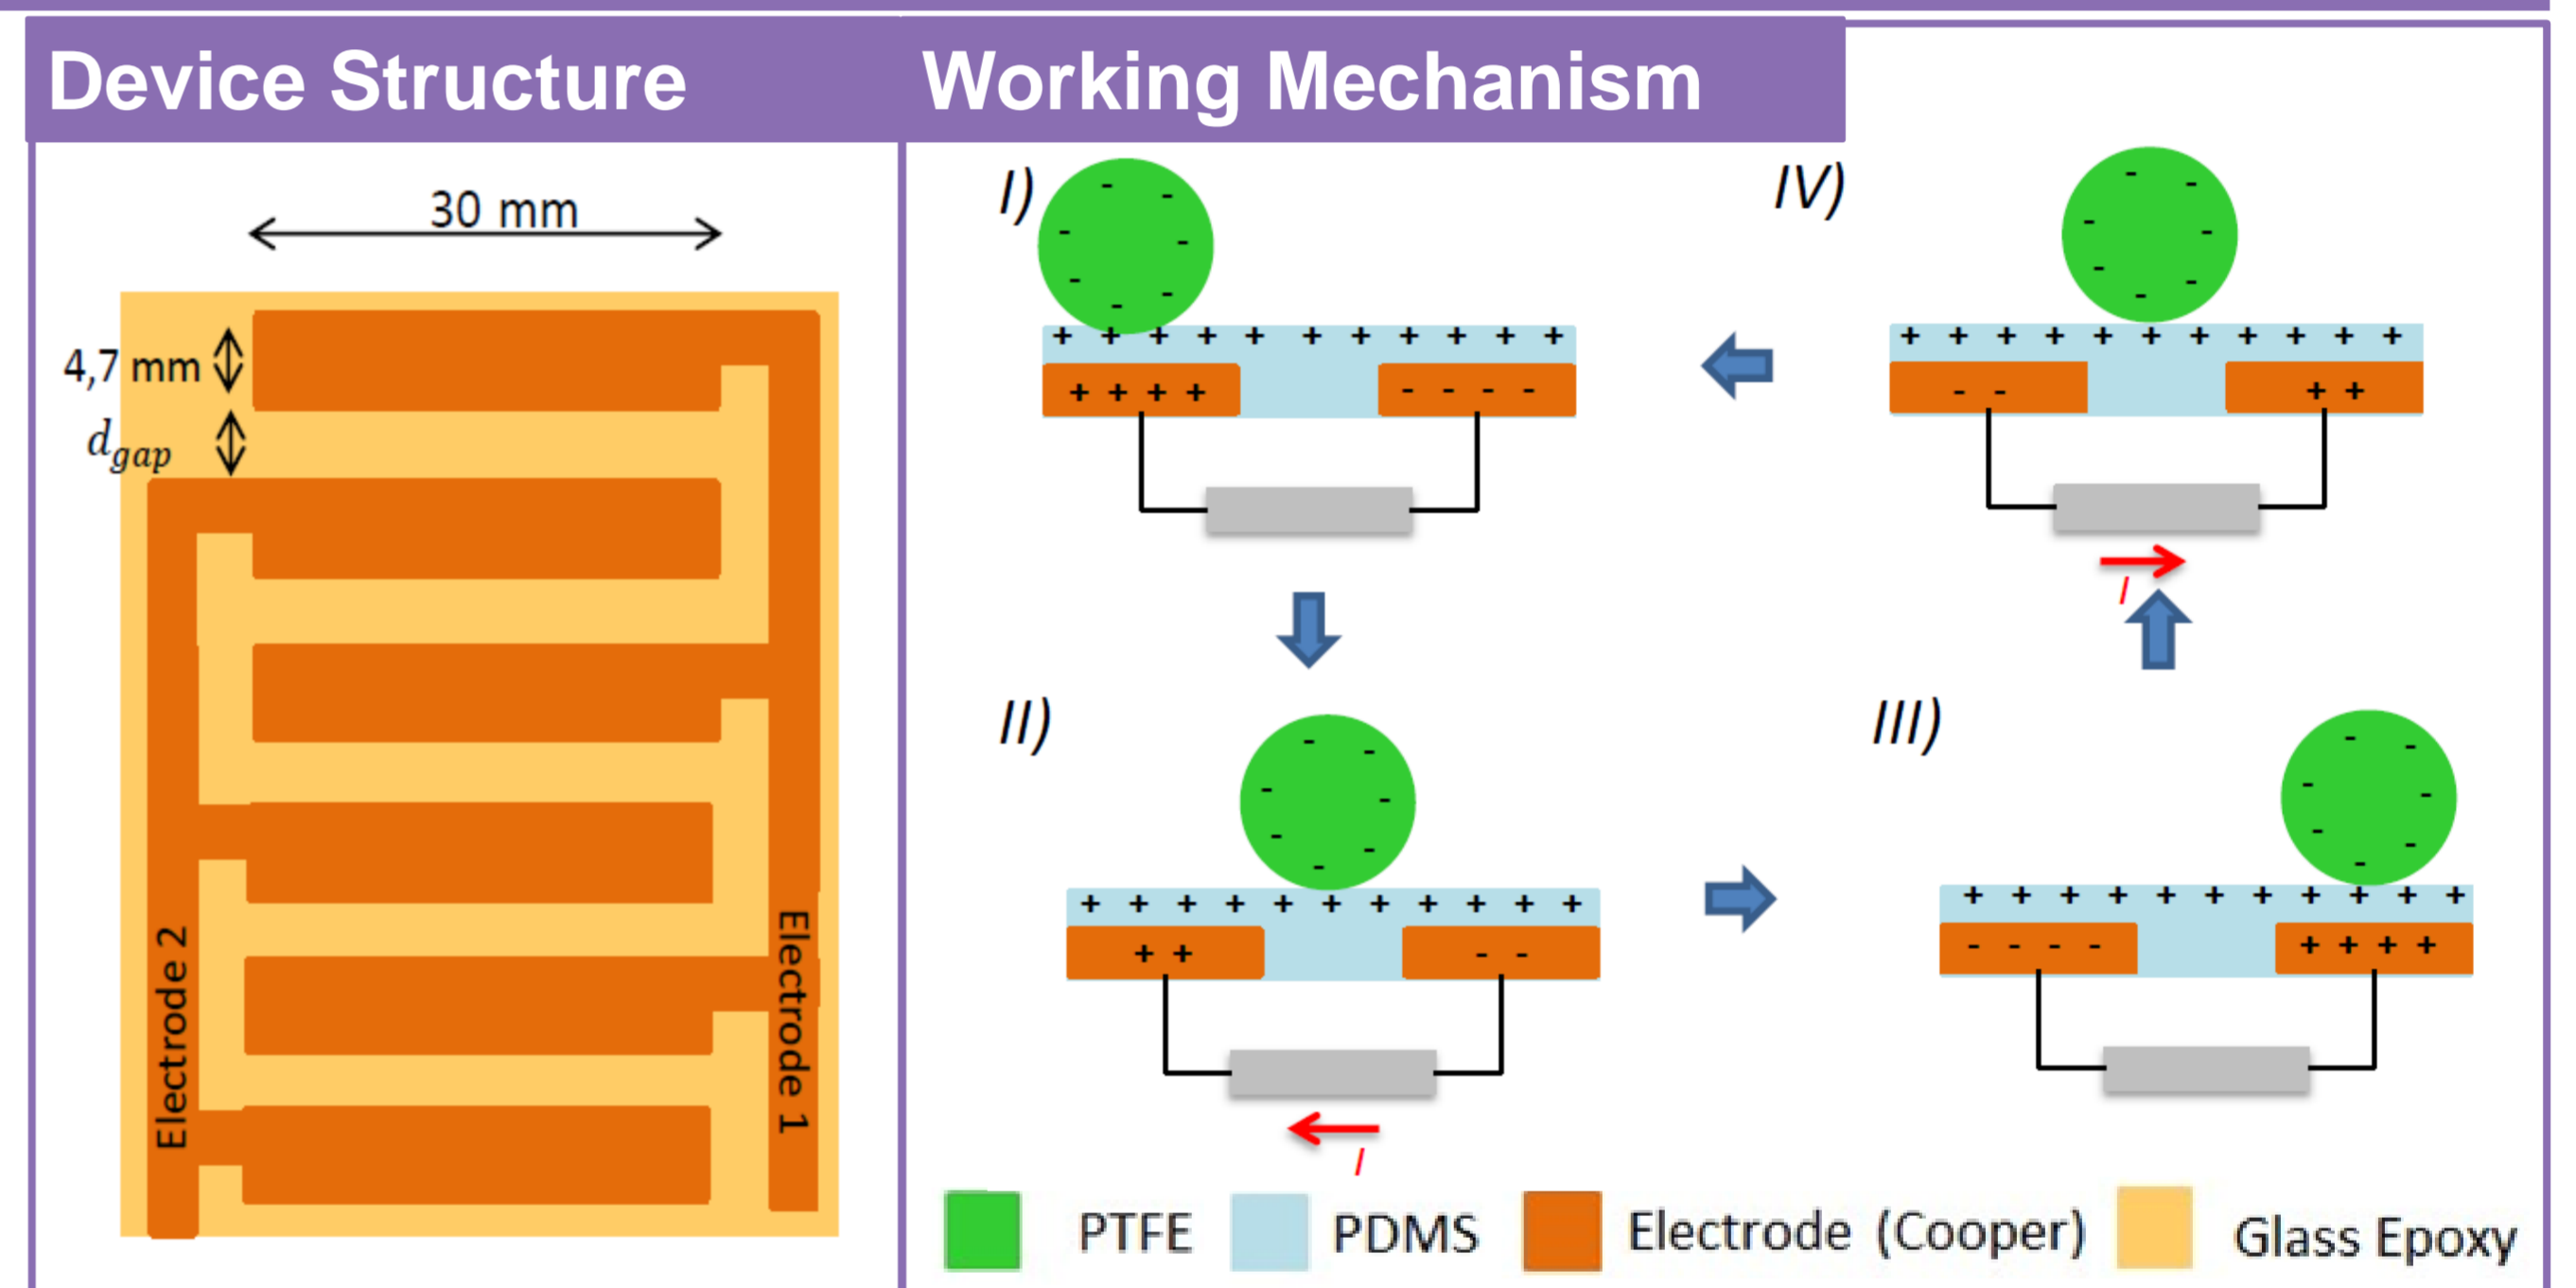 Device Structure
Working Mechanism
30 mm
4,7 mm
d_gap
Electrode 2
Electrode 1
I)
- - - - - - - -
+ + + + + + + + + + +
+ + + + - - - -
II)
- - - - - - - -
+ + + + + + + + + + +
+ + - -
I
III)
- - - - - - - -
+ + + + + + + + + + +
- - - - + + + +
IV)
- - - - - - - -
+ + + + + + + + + + +
- - + +
I
PTFE PDMS Electrode (Cooper) Glass Epoxy